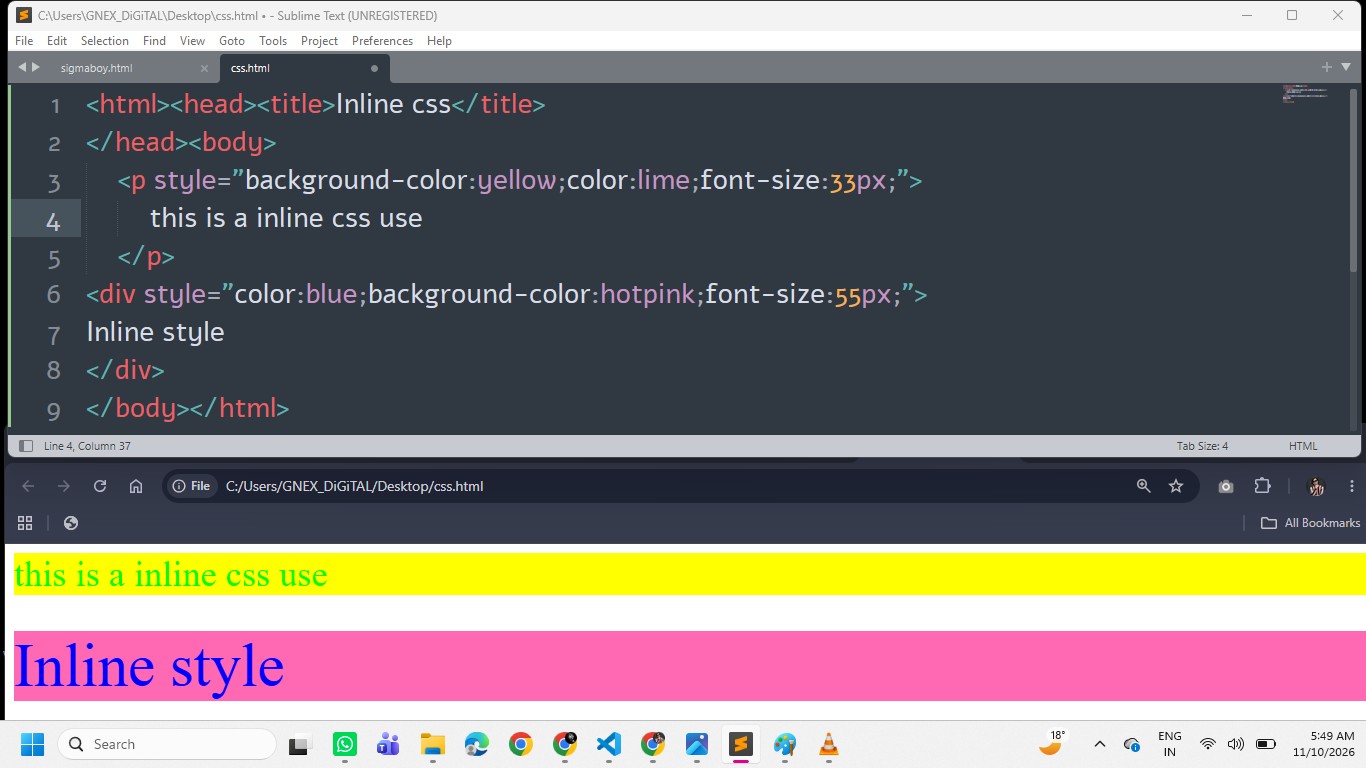 C:\Users\GNEX_DiGiTAL\Desktop\css.html • - Sublime Text (UNREGISTERED)
File Edit Selection Find View Goto Tools Project Preferences Help
sigmaboy.html × css.html
1 <html><head><title>Inline css</title>
2 </head><body>
3 <p style=”background-color:yellow;color:lime;font-size:33px;”>
4 this is a inline css use
5 </p>
6 <div style=”color:blue;background-color:hotpink;font-size:55px;”>
7 Inline style
8 </div>
9 </body></html>
Line 4, Column 37 Tab Size: 4 HTML
File C:/Users/GNEX_DiGiTAL/Desktop/css.html
All Bookmarks
this is a inline css use
Inline style
Search 18° ENG IN 5:49 AM 11/10/2026